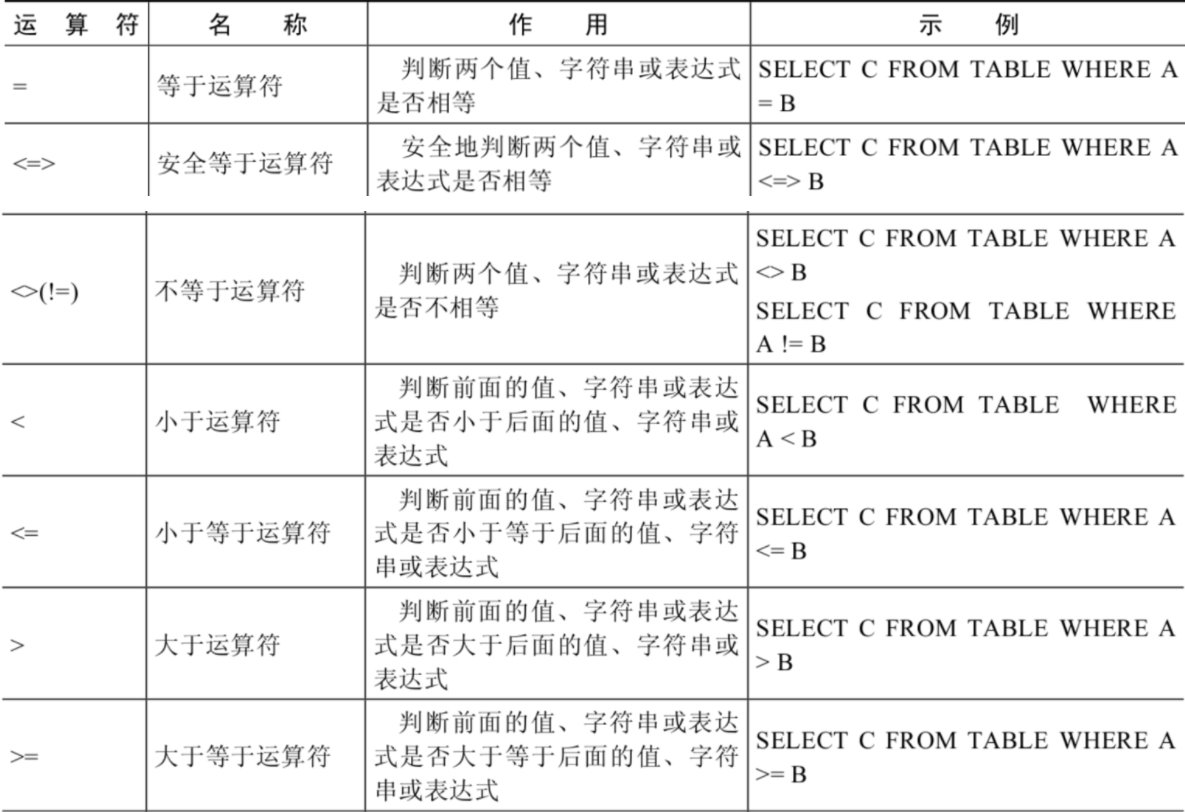 运 算 符 名 称 作 用 示 例
= 等于运算符 判断两个值、字符串或表达式是否相等 SELECT C FROM TABLE WHERE A = B
<=> 安全等于运算符 安全地判断两个值、字符串或表达式是否相等 SELECT C FROM TABLE WHERE A <=> B
<>(!=) 不等于运算符 判断两个值、字符串或表达式是否不相等 SELECT C FROM TABLE WHERE A <> B SELECT C FROM TABLE WHERE A != B
< 小于运算符 判断前面的值、字符串或表达式是否小于后面的值、字符串或表达式 SELECT C FROM TABLE WHERE A < B
<= 小于等于运算符 判断前面的值、字符串或表达式是否小于等于后面的值、字符串或表达式 SELECT C FROM TABLE WHERE A <= B
> 大于运算符 判断前面的值、字符串或表达式是否大于后面的值、字符串或表达式 SELECT C FROM TABLE WHERE A > B
>= 大于等于运算符 判断前面的值、字符串或表达式是否大于等于后面的值、字符串或表达式 SELECT C FROM TABLE WHERE A >= B